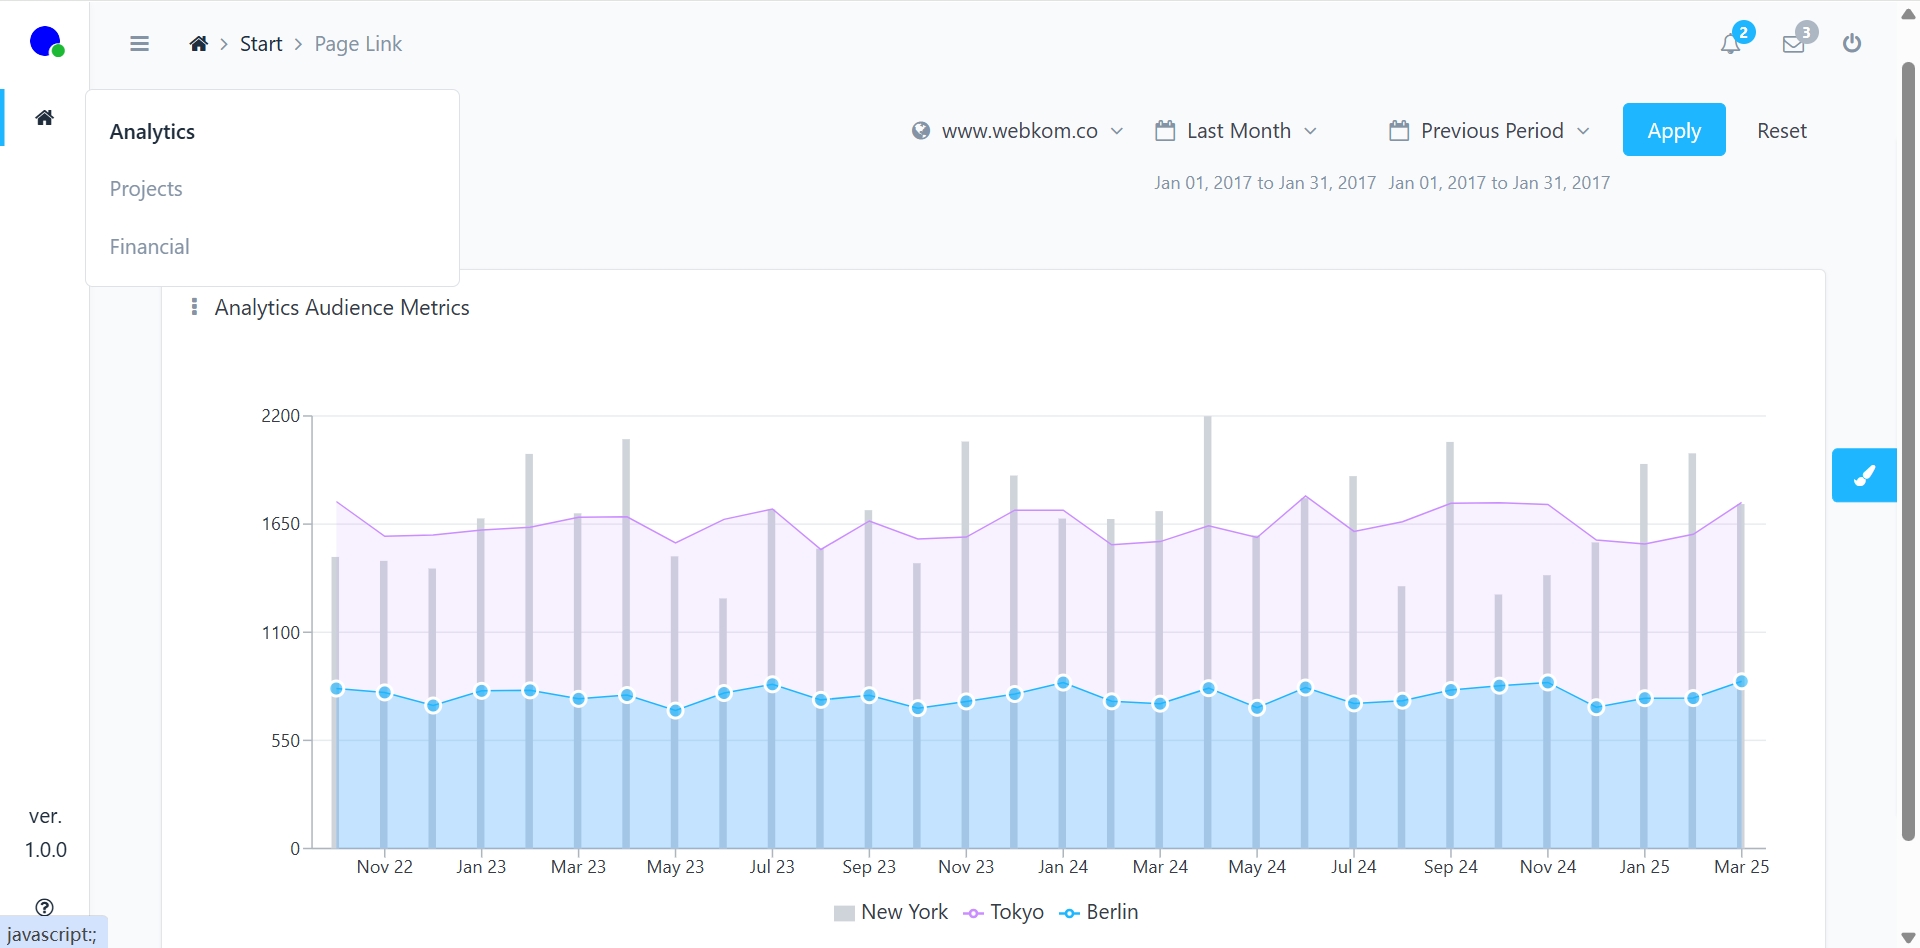 Start
Page Link
2
3
Analytics
Projects
Financial
www.webkom.co
Last Month
Previous Period
Apply
Reset
Jan 01, 2017 to Jan 31, 2017
Jan 01, 2017 to Jan 31, 2017
Analytics Audience Metrics
2200
1650
1100
550
0
Nov 22 Jan 23 Mar 23 May 23 Jul 23 Sep 23 Nov 23 Jan 24 Mar 24 May 24 Jul 24 Sep 24 Nov 24 Jan 25 Mar 25
New York Tokyo Berlin
ver.
1.0.0
javascript:;